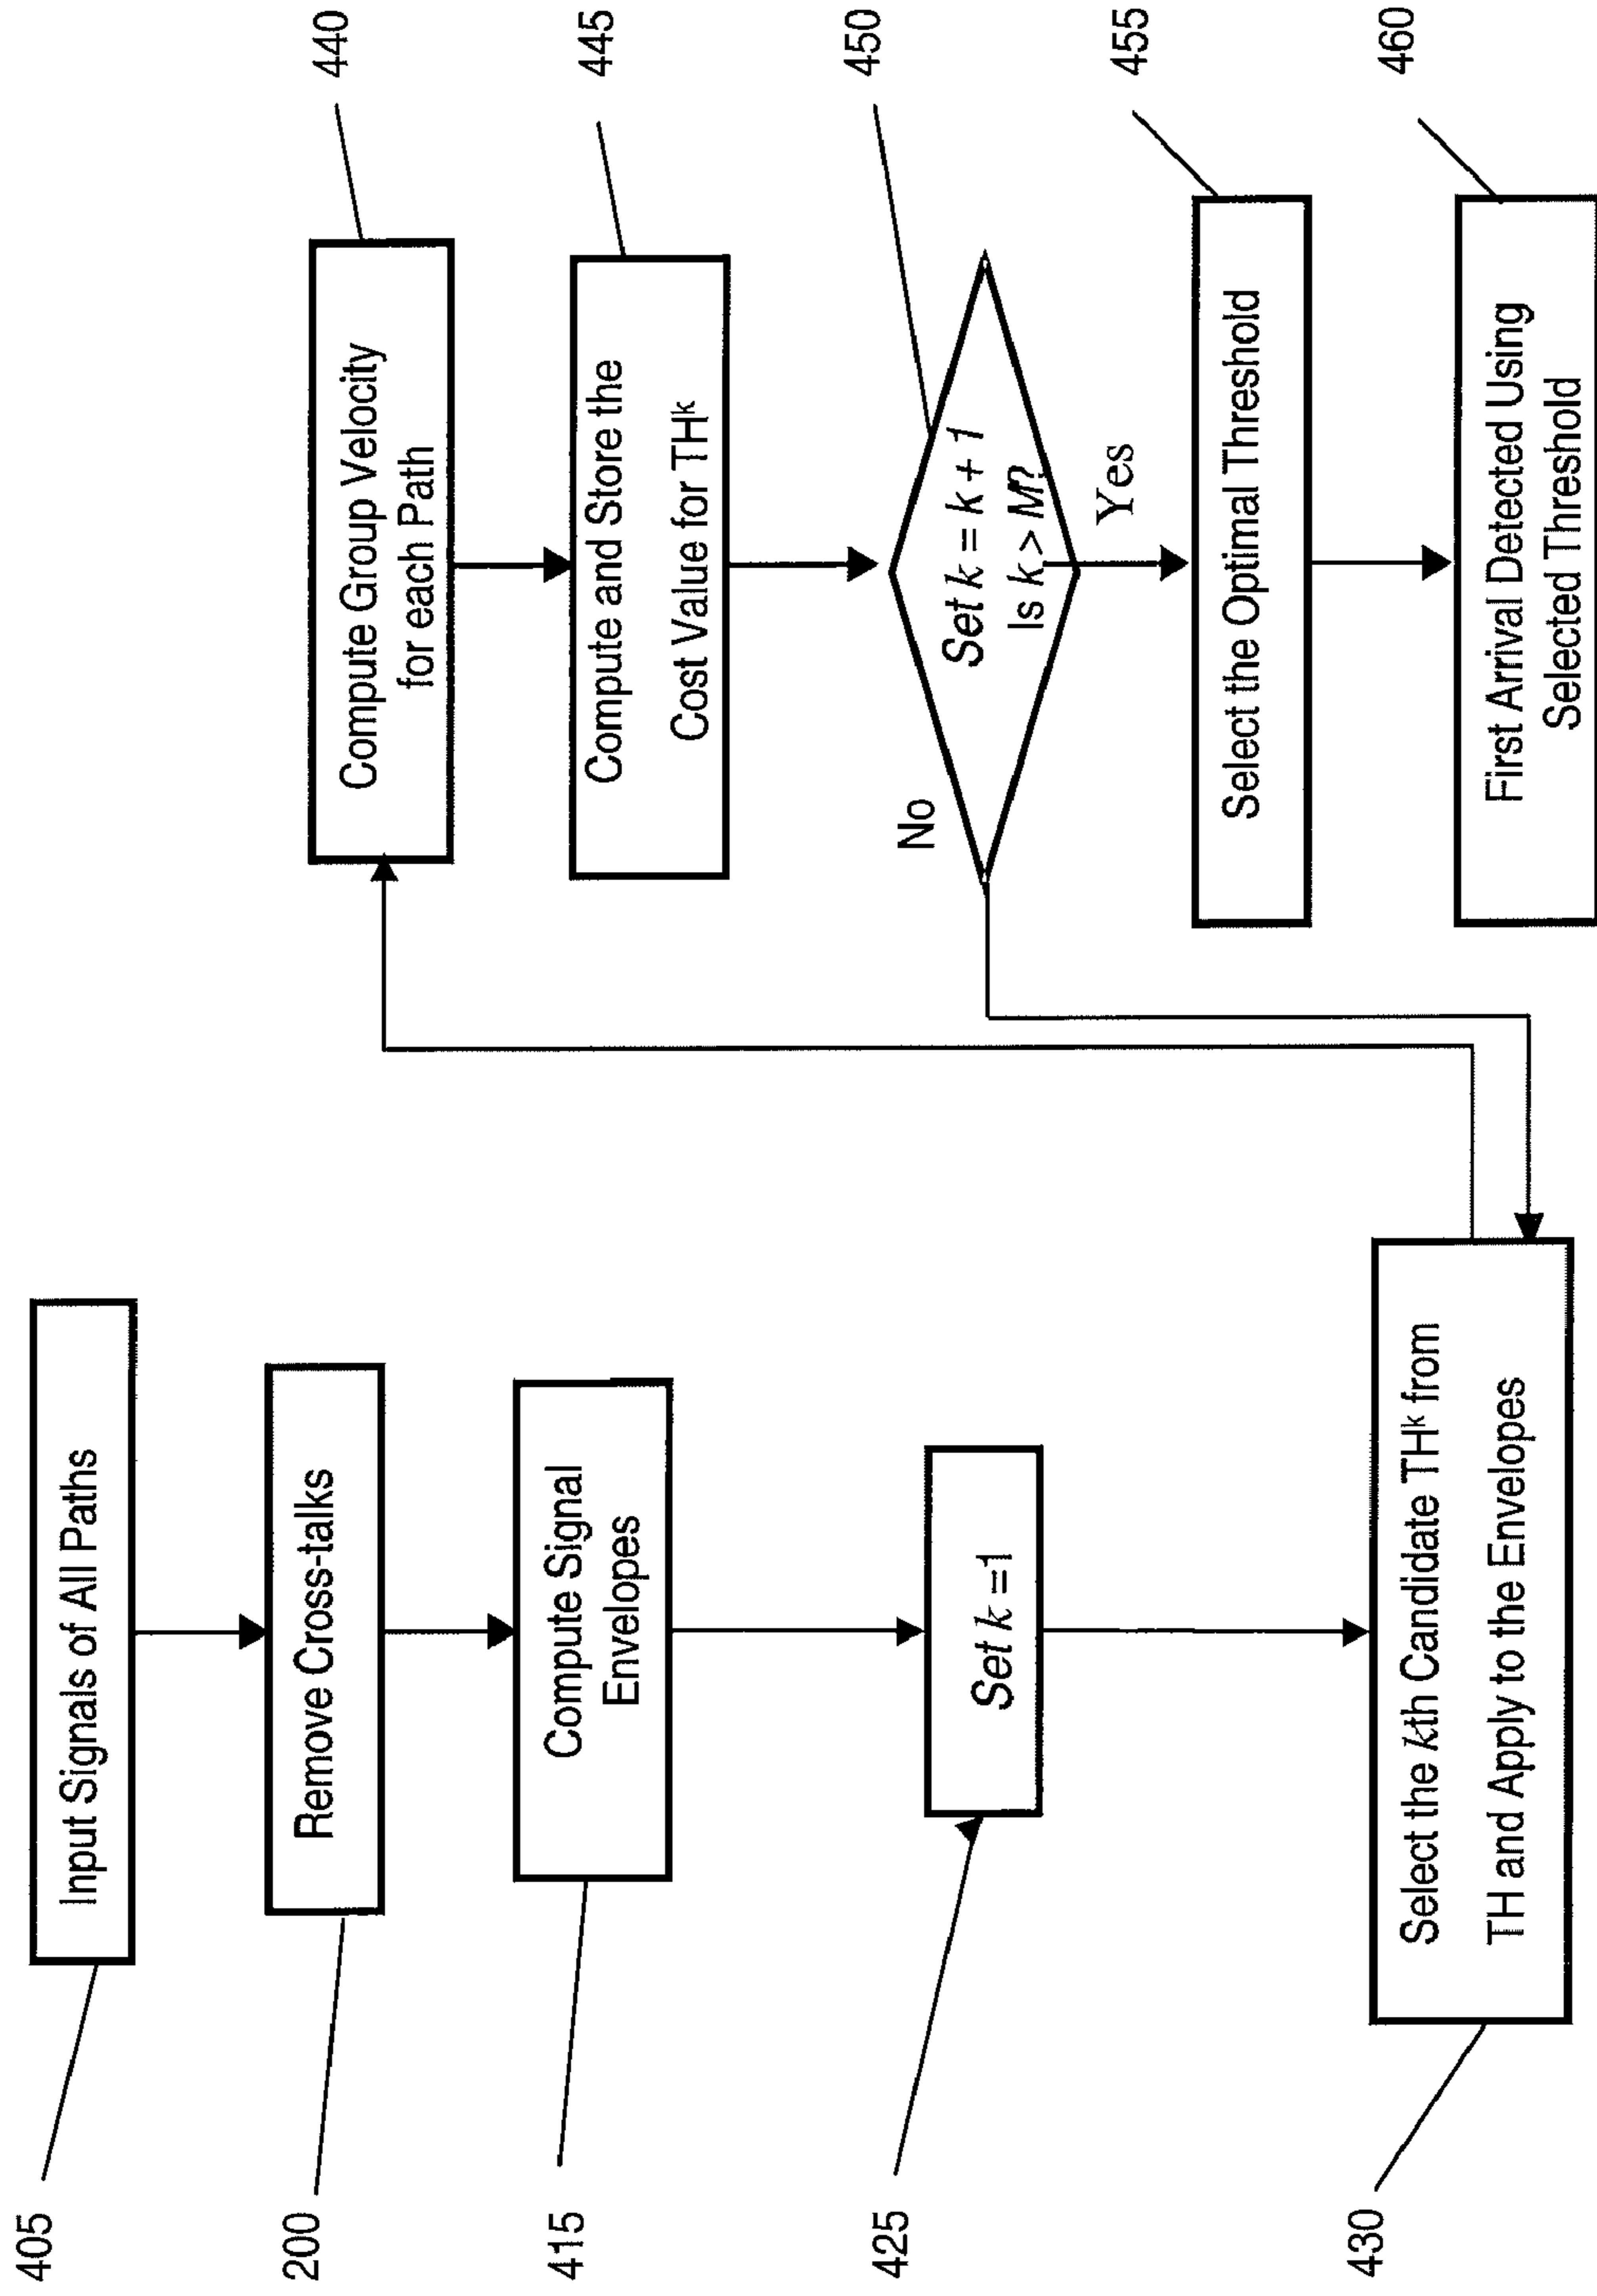 405
Input Signals of All Paths
200
Remove Cross-talks
415
Compute Signal
Envelopes
425
Set k =1
430
Select the kth Candidate THᵏ from
TH and Apply to the Envelopes
440
Compute Group Velocity
for each Path
445
Compute and Store the
Cost Value for THᵏ
450
Set k = k + 1
Is k > M?
No
Yes
455
Select the Optimal Threshold
460
First Arrival Detected Using
Selected Threshold